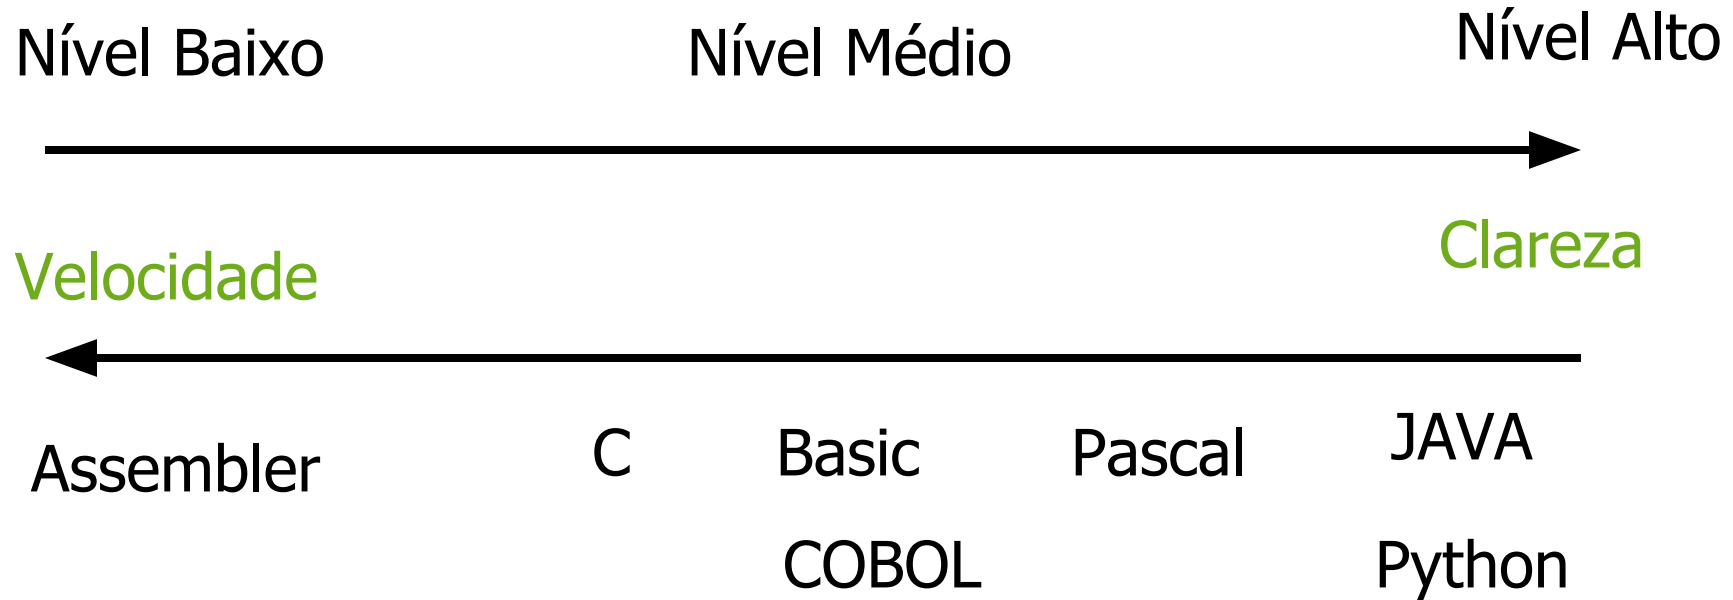 Nível Baixo Nível Médio Nível Alto
Velocidade Clareza
Assembler C Basic Pascal JAVA
COBOL Python